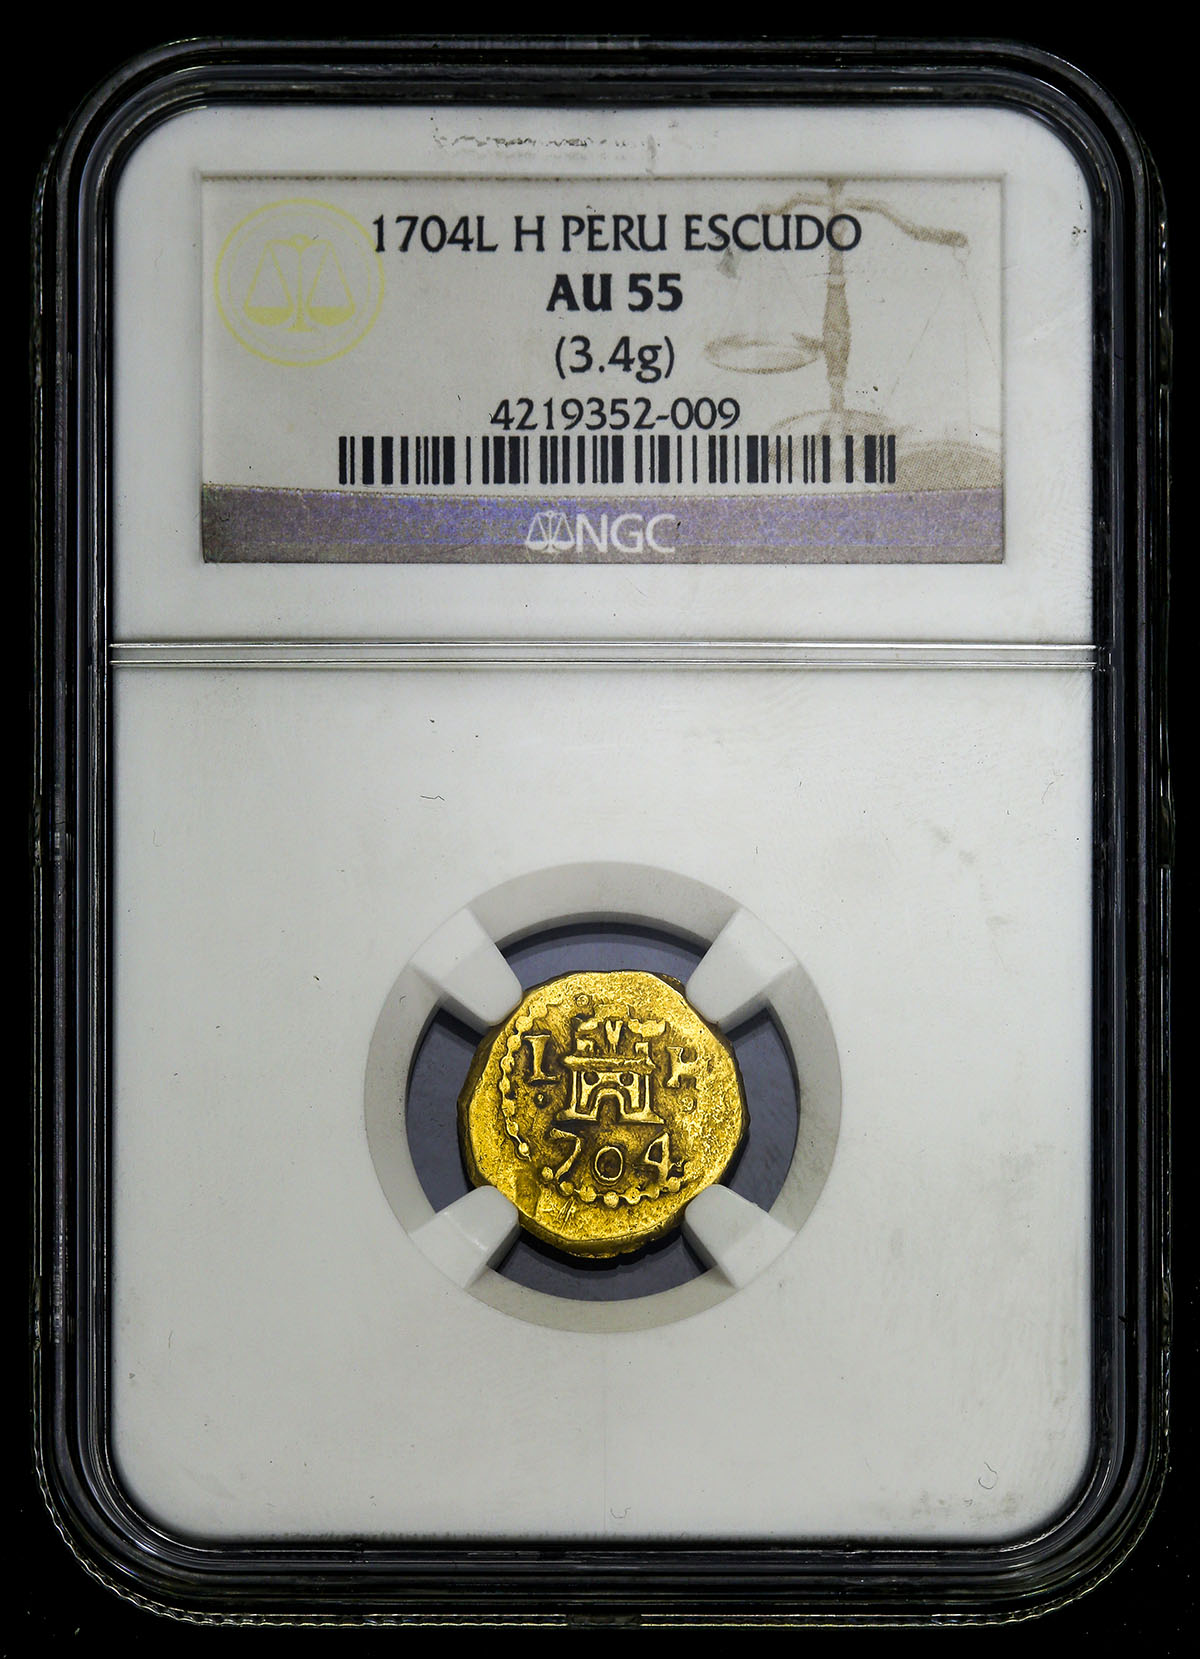 1704L H PERU ESCUDO
AU 55
(3.4g)
4219352-009
NGC
L V H
704